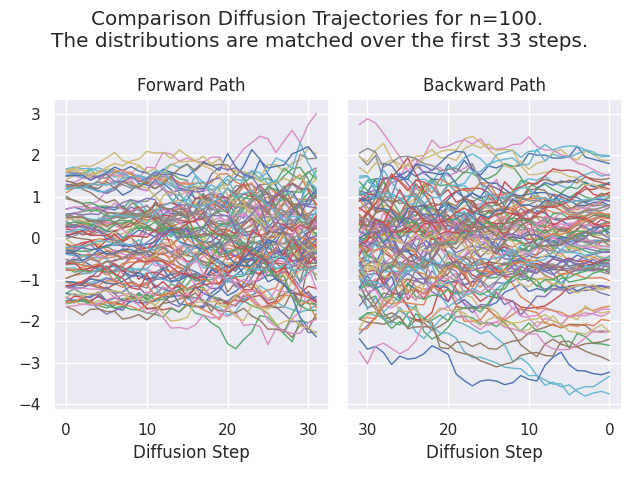 Comparison Diffusion Trajectories for n=100.
The distributions are matched over the first 33 steps.
Forward Path
Backward Path
3
2
1
0
−1
−2
−3
−4
0 10 20 30
30 20 10 0
Diffusion Step
Diffusion Step